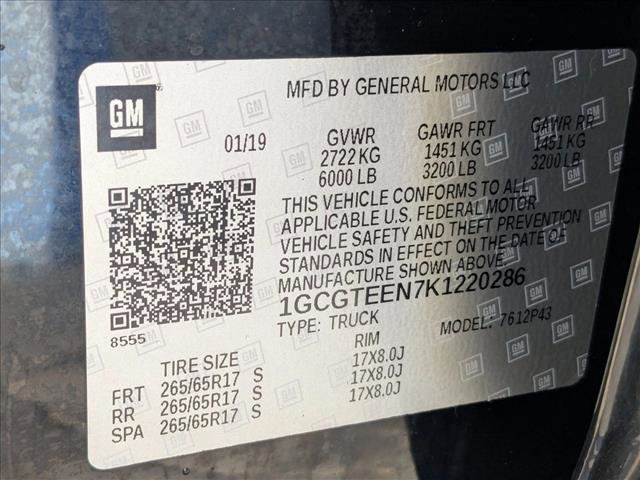 MFD BY GENERAL MOTORS LLC
GM
01/19
GVWR GAWR FRT GAWR RR
2722 KG 1451 KG 1451 KG
6000 LB 3200 LB 3200 LB
THIS VEHICLE CONFORMS TO ALL
APPLICABLE U.S. FEDERAL MOTOR
VEHICLE SAFETY AND THEFT PREVENTION
STANDARDS IN EFFECT ON THE DATE OF
MANUFACTURE SHOWN ABOVE
1GCGTEEN7K1220286
TYPE: TRUCK MODEL: 7612P43
8555
TIRE SIZE RIM
FRT 265/65R17 S 17X8.0J
RR 265/65R17 S 17X8.0J
SPA 265/65R17 S 17X8.0J